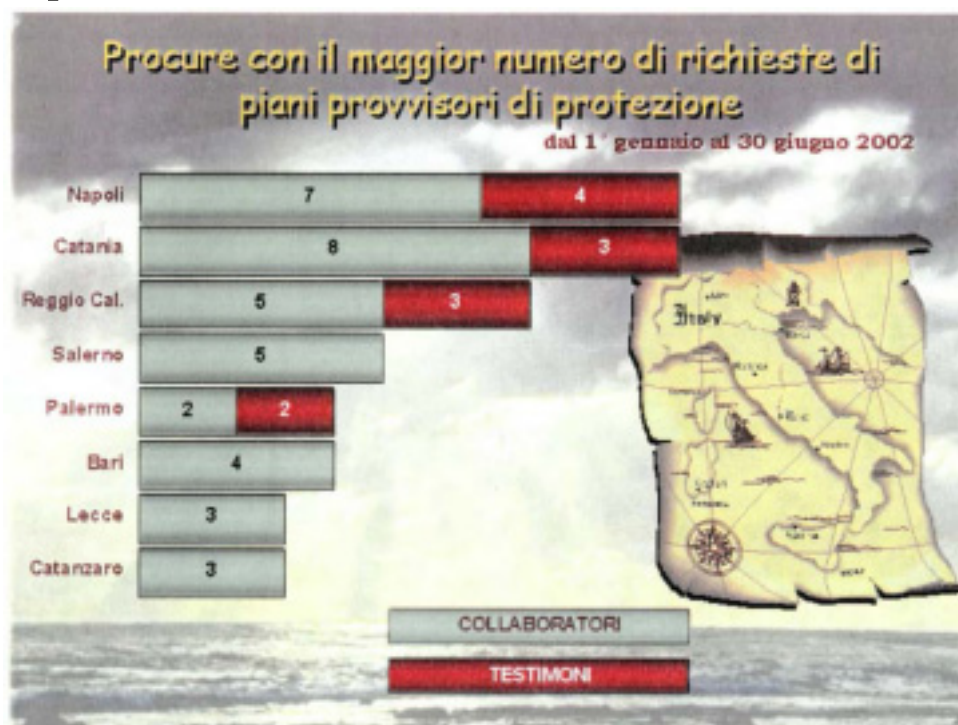 Procure con il maggior numero di richieste di
piani provvisori di protezione
dal 1° gennaio al 30 giugno 2002
Napoli 7 4
Catania 8 3
Reggio Cal. 5 3
Salerno 5
Palermo 2 2
Bari 4
Lecce 3
Catanzaro 3
Italy
COLLABORATORI
TESTIMONI